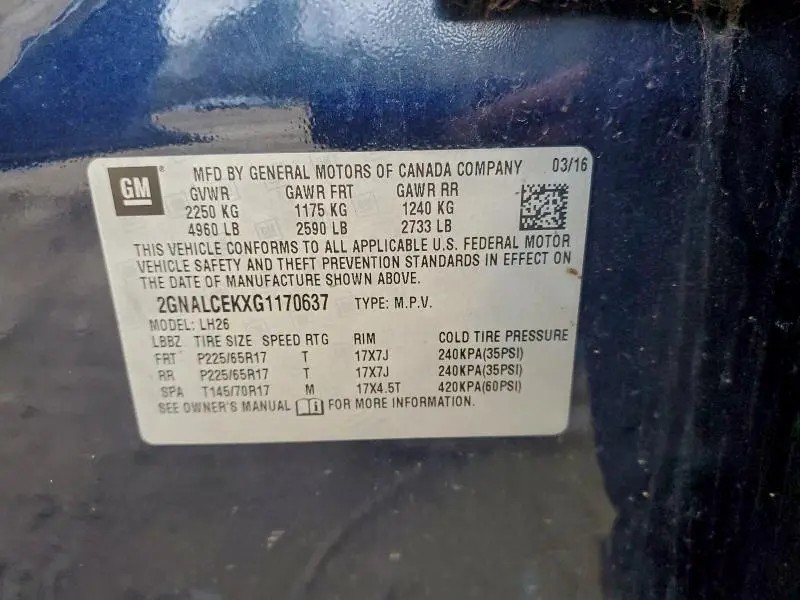 GM
MFD BY GENERAL MOTORS OF CANADA COMPANY 03/16
GVWR GAWR FRT GAWR RR
2250 KG 1175 KG 1240 KG
4960 LB 2590 LB 2733 LB
THIS VEHICLE CONFORMS TO ALL APPLICABLE U.S. FEDERAL MOTOR
VEHICLE SAFETY AND THEFT PREVENTION STANDARDS IN EFFECT ON
THE DATE OF MANUFACTURE SHOWN ABOVE.
2GNALCEKXG1170637 TYPE: M.P.V.
MODEL: LH26
LBBZ TIRE SIZE SPEED RTG RIM COLD TIRE PRESSURE
FRT P225/65R17 T 17X7J 240KPA(35PSI)
RR P225/65R17 T 17X7J 240KPA(35PSI)
SPA T145/70R17 M 17X4.5T 420KPA(60PSI)
SEE OWNER'S MANUAL FOR MORE INFORMATION.